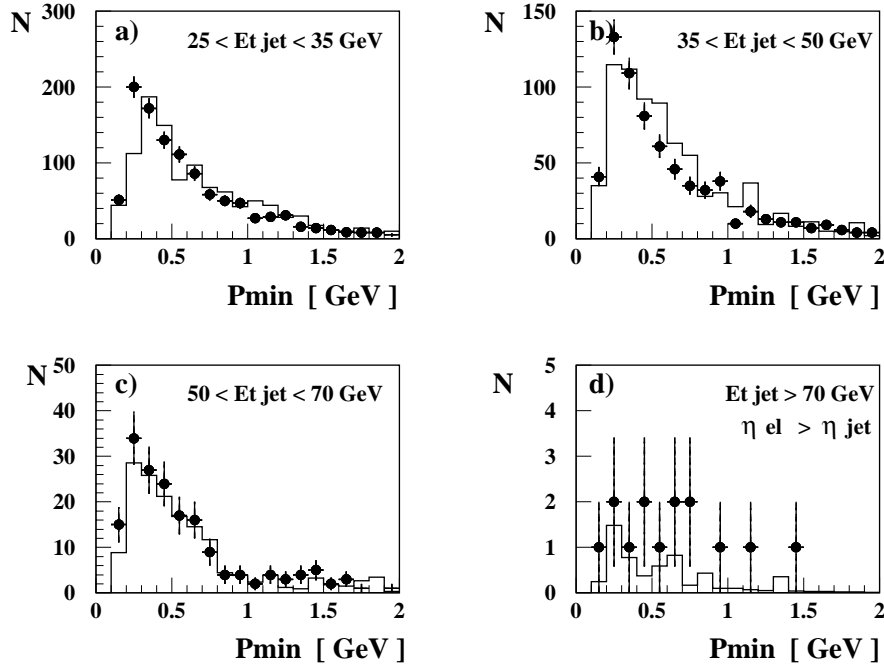 N
a)
25 < Et jet < 35 GeV
300
200
100
0
0 0.5 1 1.5 2
Pmin [ GeV ]
N
b)
35 < Et jet < 50 GeV
150
100
50
0
0 0.5 1 1.5 2
Pmin [ GeV ]
N
c)
50 < Et jet < 70 GeV
50
40
30
20
10
0
0 0.5 1 1.5 2
Pmin [ GeV ]
N
d)
Et jet > 70 GeV
η el > η jet
5
4
3
2
1
0
0 0.5 1 1.5 2
Pmin [ GeV ]